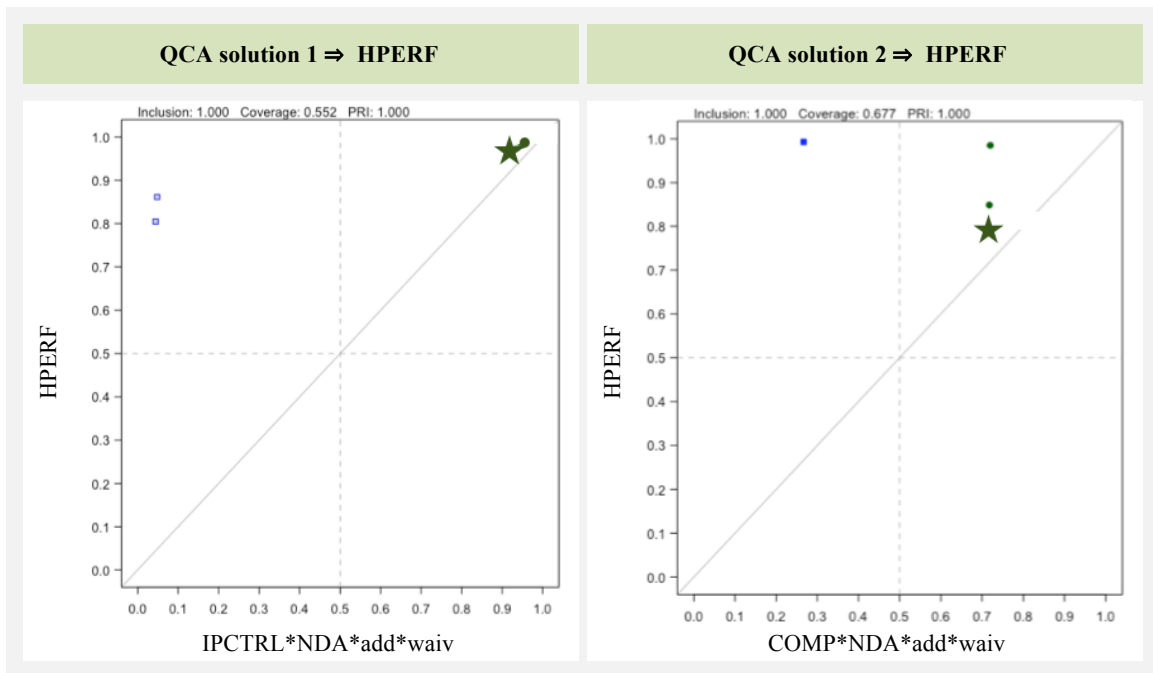 QCA solution 1 ⇒ HPERF
QCA solution 2 ⇒ HPERF
Inclusion: 1.000 Coverage: 0.552 PRI: 1.000
1.0
0.9
0.8
0.7
0.6
0.5
0.4
0.3
0.2
0.1
0.0
HPERF
0.0 0.1 0.2 0.3 0.4 0.5 0.6 0.7 0.8 0.9 1.0
IPCTRL*NDA*add*waiv
Inclusion: 1.000 Coverage: 0.677 PRI: 1.000
1.0
0.9
0.8
0.7
0.6
0.5
0.4
0.3
0.2
0.1
0.0
HPERF
0.0 0.1 0.2 0.3 0.4 0.5 0.6 0.7 0.8 0.9 1.0
COMP*NDA*add*waiv